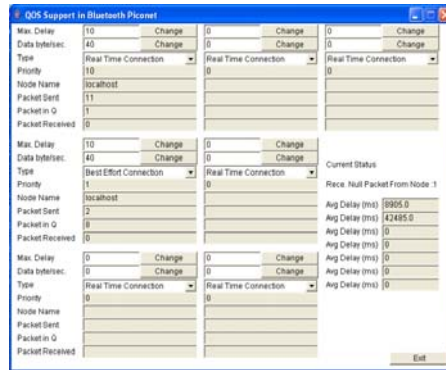 QOS Support in Bluetooth Piconet
Max. Delay 10 Change 0 Change 0 Change
Data byte/sec. 40 Change 0 Change 0 Change
Type Real Time Connection Real Time Connection Real Time Connection
Priority 10 0 0
Node Name localhost
Packet Sent 11
Packet in Q 1
Packet Received 0
Max. Delay 10 Change 0 Change
Data byte/sec. 40 Change 0 Change
Type Best Effort Connection Real Time Connection
Priority 1 0
Node Name localhost
Packet Sent 2
Packet in Q 8
Packet Received 0
Current Status
Rece. Null Packet From Node :1
Avg Delay (ms) 8905.0
Avg Delay (ms) 42485.0
Avg Delay (ms) 0
Avg Delay (ms) 0
Avg Delay (ms) 0
Avg Delay (ms) 0
Avg Delay (ms) 0
Max. Delay 0 Change 0 Change
Data byte/sec. 0 Change 0 Change
Type Real Time Connection Real Time Connection
Priority 0 0
Node Name
Packet Sent
Packet in Q
Packet Received
Exit